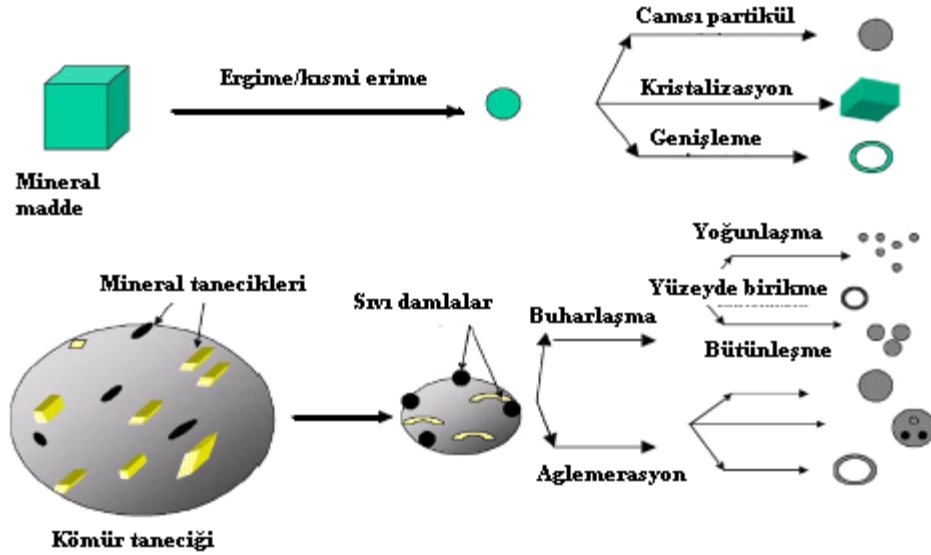 Camsı partikül
Ergime/kısmi erime
Kristalizasyon
Genişleme
Mineral
madde
Yoğunlaşma
Mineral tanecikleri
Sıvı damlalar
Yüzeyde birikme
Buharlaşma
Bütünleşme
Aglemerasyon
Kömür taneciği